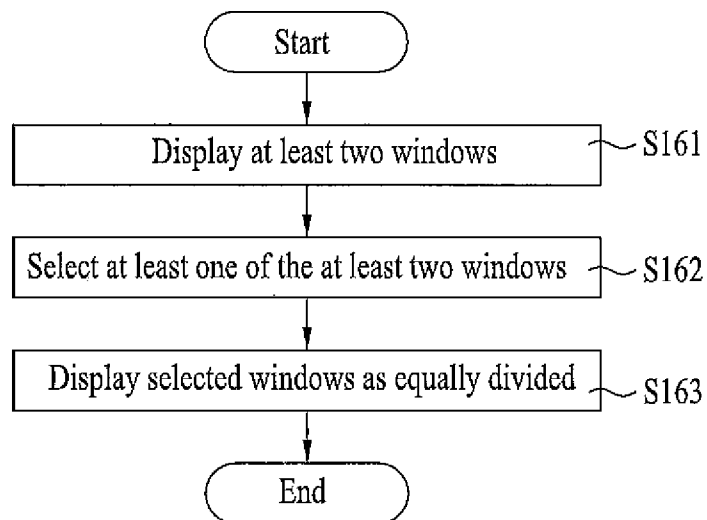 Start
Display at least two windows
S161
Select at least one of the at least two windows
S162
Display selected windows as equally divided
S163
End